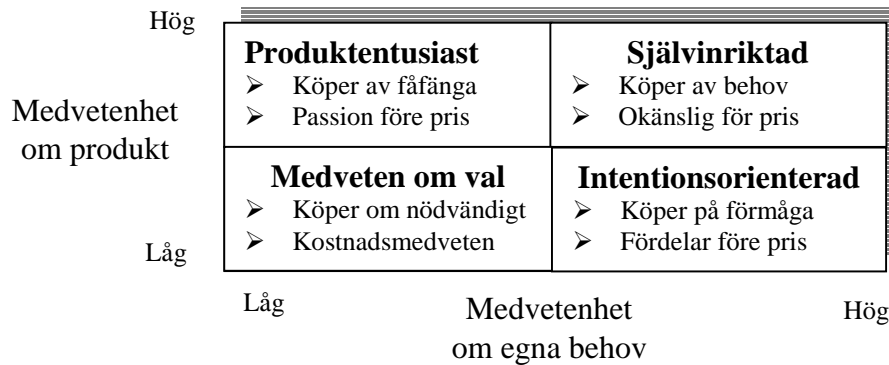 Hög
Produktentusiast
➢ Köper av fåfänga
➢ Passion före pris
Självinriktad
➢ Köper av behov
➢ Okänslig för pris
Medvetenhet
om produkt
Medveten om val
➢ Köper om nödvändigt
➢ Kostnadsmedveten
Intentionsorienterad
➢ Köper på förmåga
➢ Fördelar före pris
Låg
Låg
Medvetenhet
om egna behov
Hög